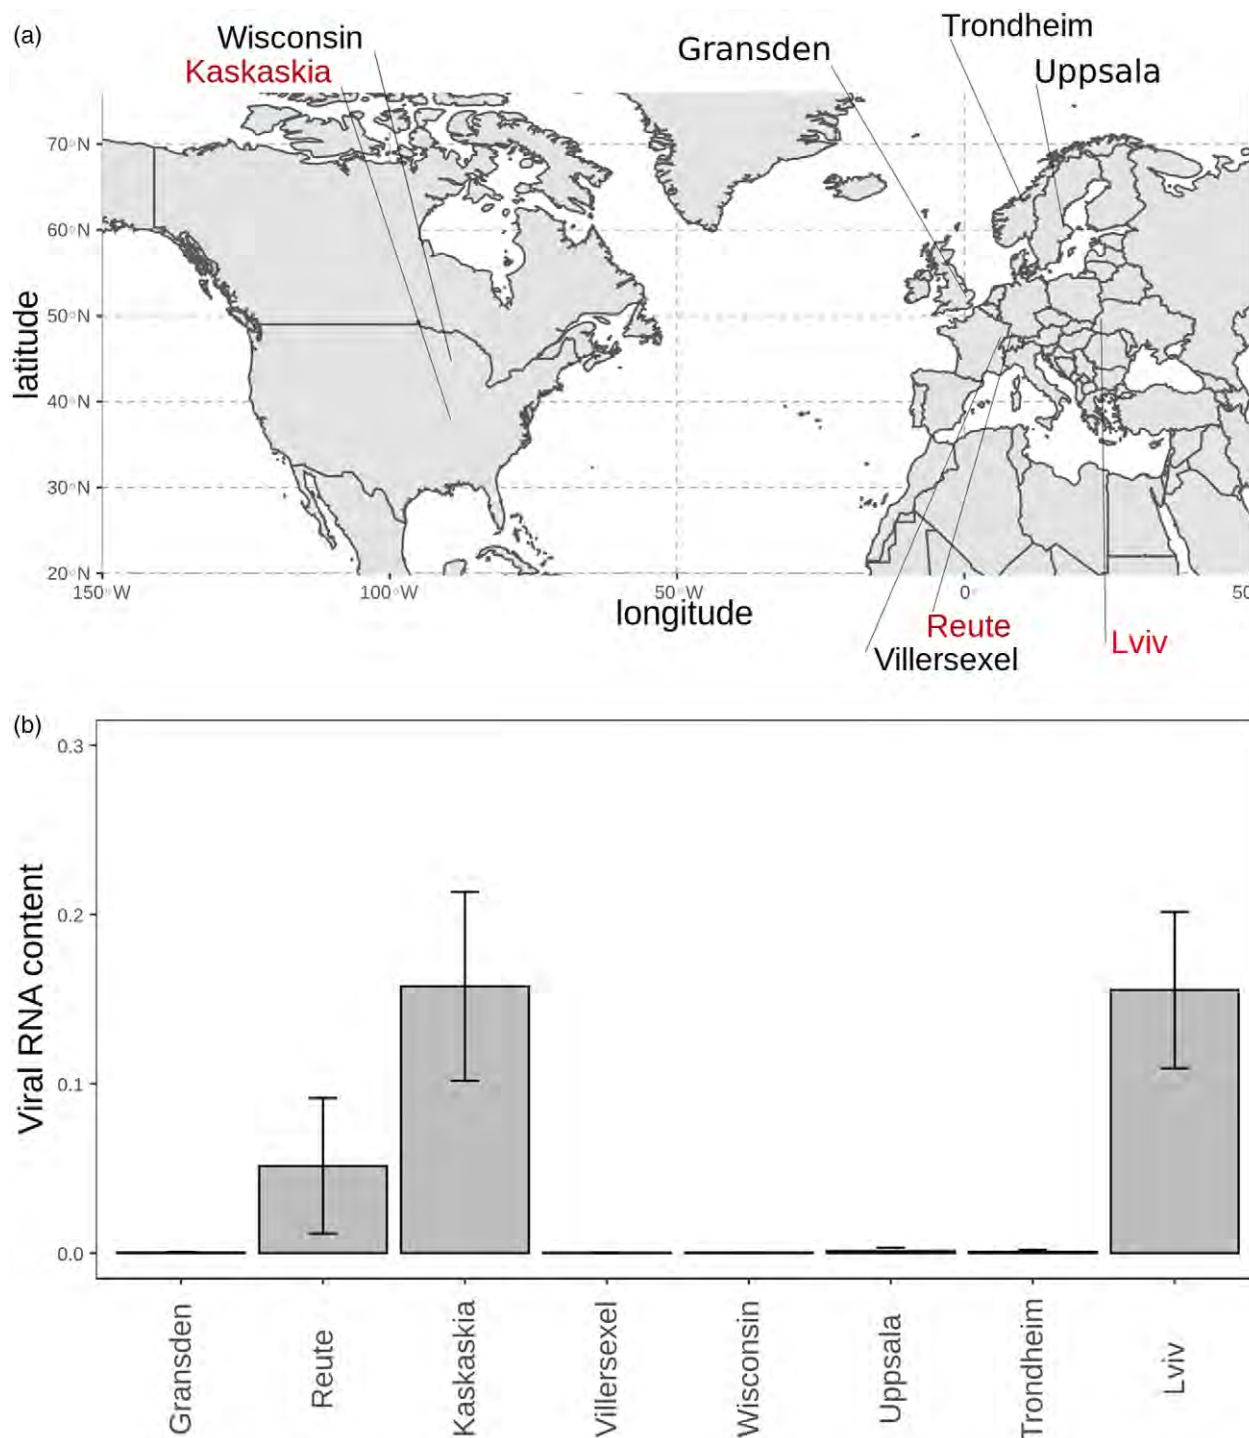 (a)
Wisconsin
Kaskaskia
Gransden
Trondheim
Uppsala
70°N
60°N
50°N
40°N
30°N
20°N
latitude
150°W
100°W
50°W
0°
50
longitude
Reute
Villersexel
Lviv
(b)
0.3
0.2
0.1
0.0
Viral RNA content
Gransden
Reute
Kaskaskia
Villersexel
Wisconsin
Uppsala
Trondheim
Lviv